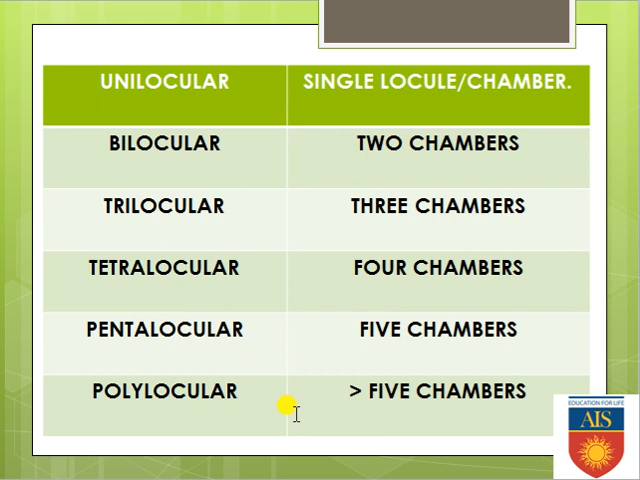 UNILOCULAR SINGLE LOCULE/CHAMBER.
BILOCULAR TWO CHAMBERS
TRILOCULAR THREE CHAMBERS
TETRALOCULAR FOUR CHAMBERS
PENTALOCULAR FIVE CHAMBERS
POLYLOCULAR > FIVE CHAMBERS
EDUCATION FOR LIFE
AIS